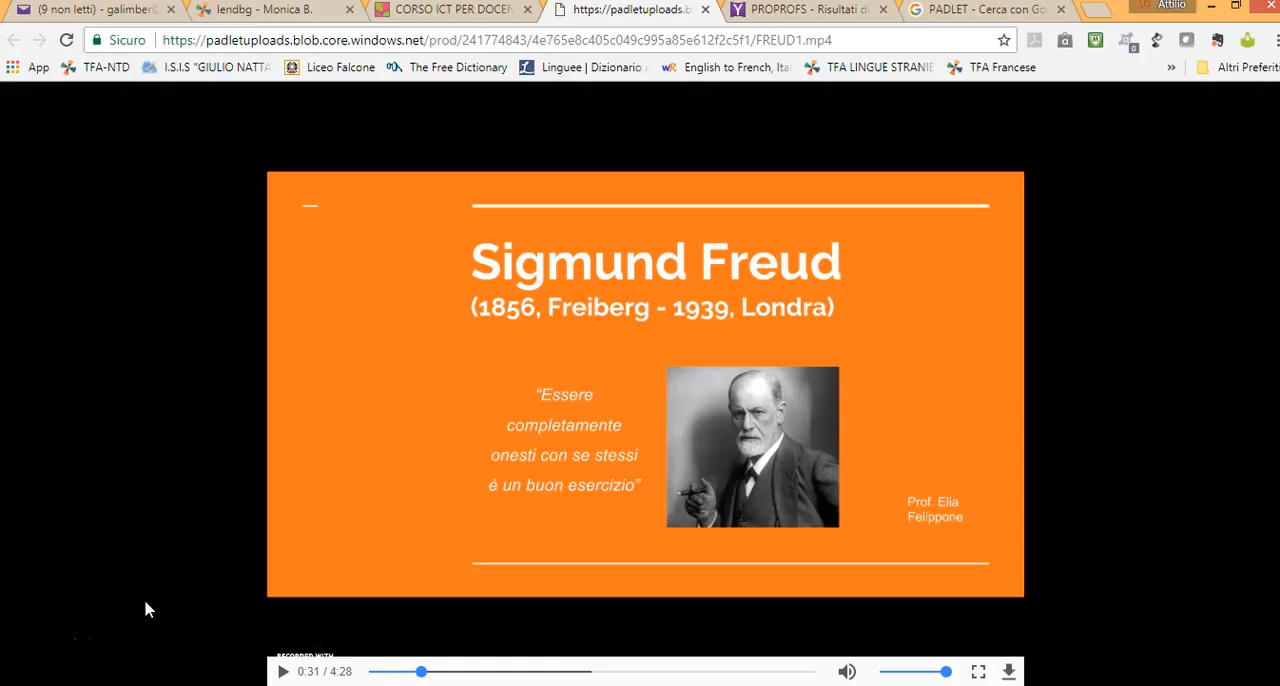 (9 non letti) - galimber
lendbg - Monica B.
CORSO ICT PER DOCEN
https://padletuploads.b
PROPROFS - Risultati d
PADLET - Cerca con Go
Attilio
Sicuro
https://padletuploads.blob.core.windows.net/prod/241774843/4e765e8c405c049c995a85e612f2c5f1/FREUD1.mp4
App
TFA-NTD
I.S.I.S "GIULIO NATTA
Liceo Falcone
The Free Dictionary
Linguee | Dizionario
English to French, Ita
TFA LINGUE STRANIE
TFA Francese
»
Altri Preferiti
Sigmund Freud
(1856, Freiberg - 1939, Londra)
“Essere
completamente
onesti con se stessi
è un buon esercizio”
Prof. Elia
Felippone
RECORDED WITH
0:31 / 4:28